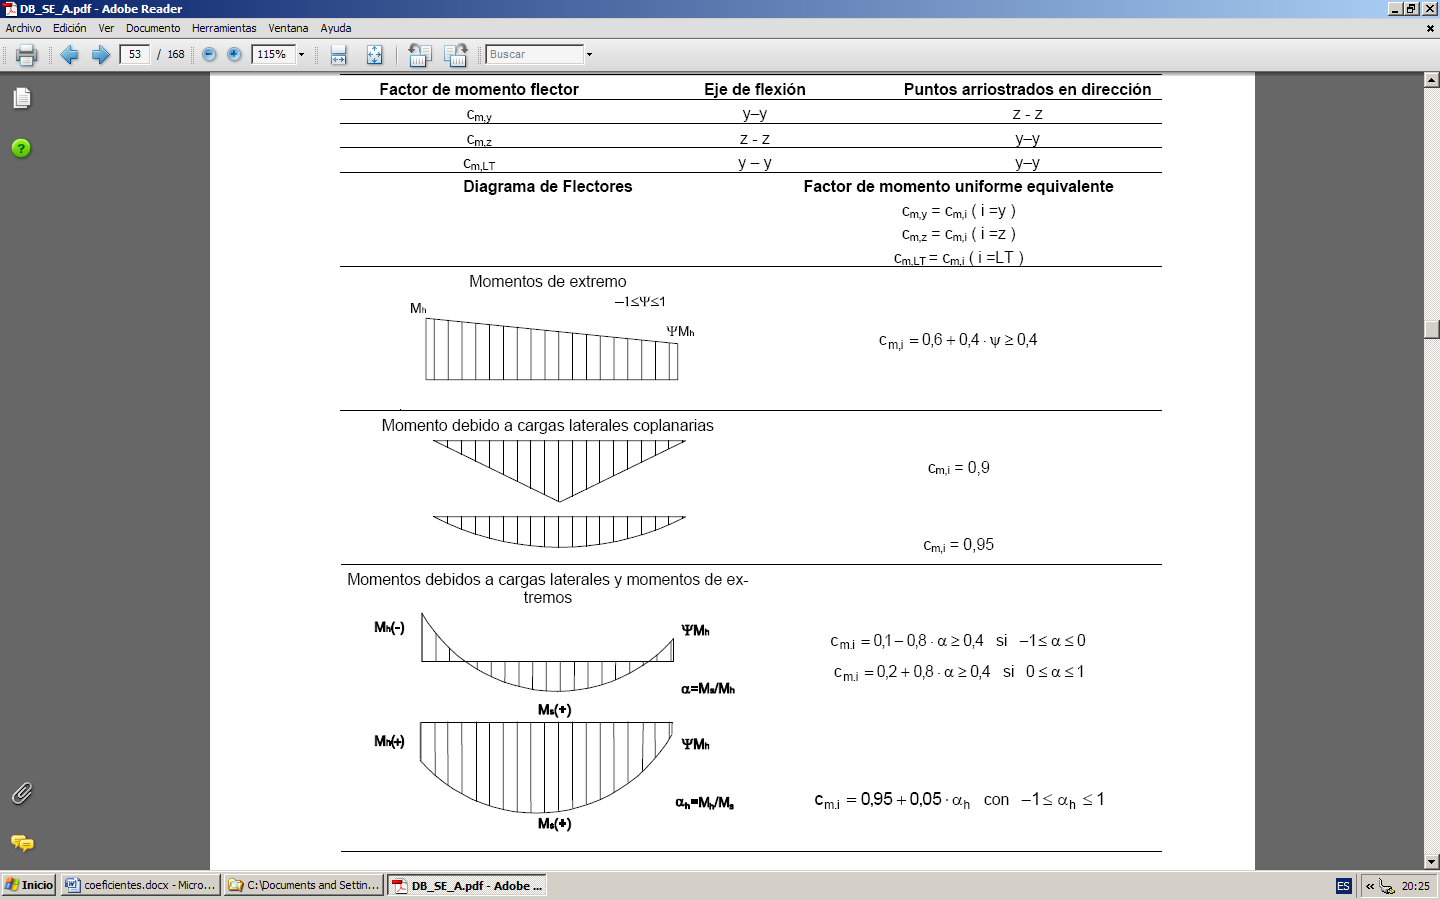 DB_SE_A.pdf - Adobe Reader
Archivo Edición Ver Documento Herramientas Ventana Ayuda
53 / 168 115% Buscar
Factor de momento flector Eje de flexión Puntos arriostrados en dirección
cm,y y–y z - z
cm,z z - z y–y
cm,LT y – y y–y
Diagrama de Flectores Factor de momento uniforme equivalente
cm,y = cm,i ( i =y )
cm,z = cm,i ( i =z )
cm,LT = cm,i ( i =LT )
Momentos de extremo
–1≤Ψ≤1
Mh
ΨMh
c m,i = 0,6 + 0,4 · ψ ≥ 0,4
Momento debido a cargas laterales coplanarias
cm,i = 0,9
cm,i = 0,95
Momentos debidos a cargas laterales y momentos de ex-
tremos
Mh(-) ΨMh
c m.i = 0,1 – 0,8 · α ≥ 0,4 si –1 ≤ α ≤ 0
c m.i = 0,2 + 0,8 · α ≥ 0,4 si 0 ≤ α ≤ 1
α=Ms/Mh
Ms(+)
Mh(+) ΨMh
αh=Mh/Ms
c m.i = 0,95 + 0,05 · αh con –1 ≤ αh ≤ 1
Ms(+)
Inicio coeficientes.docx - Micro... C:\Documents and Settin... DB_SE_A.pdf - Adobe ... ES « 20:25